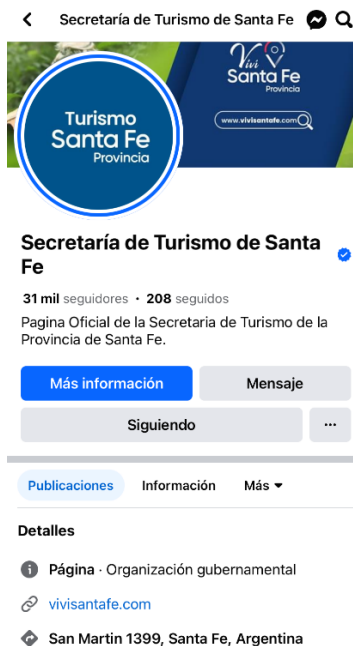 Secretaría de Turismo de Santa Fe
Vivi
Santa Fe
Provincia
www.vivisantafe.com
Turismo
Santa Fe
Provincia
Secretaría de Turismo de Santa
Fe
31 mil seguidores · 208 seguidos
Pagina Oficial de la Secretaria de Turismo de la
Provincia de Santa Fe.
Más información
Mensaje
Siguiendo
Publicaciones Información Más
Detalles
Página · Organización gubernamental
vivisantafe.com
San Martin 1399, Santa Fe, Argentina